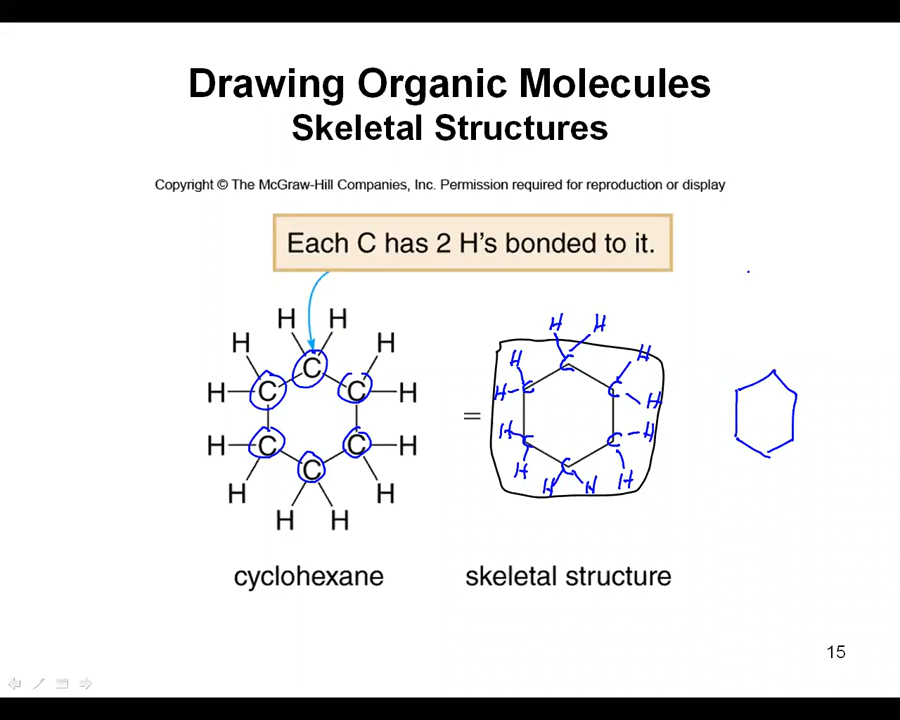 Drawing Organic Molecules
Skeletal Structures
Copyright © The McGraw-Hill Companies, Inc. Permission required for reproduction or display
Each C has 2 H's bonded to it.
H H H H
H C H
H C C H
H C C H
H C H
H H H H
=
H H
H C H
H C C H
H C C H
H C H
H H
cyclohexane
skeletal structure
15